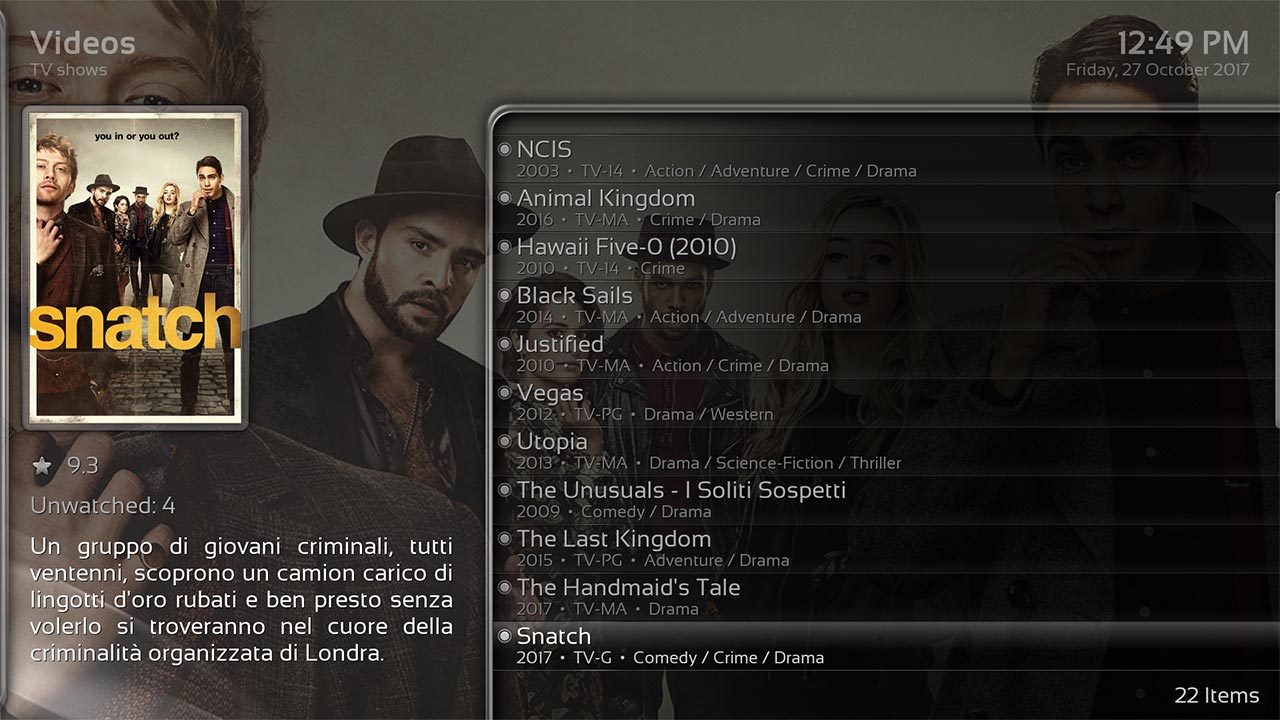 Videos
TV shows
12:49 PM
Friday, 27 October 2017
you in or you out?
snatch
★ 9.3
Unwatched: 4
Un gruppo di giovani criminali, tutti
ventenni, scoprono un camion carico di
lingotti d'oro rubati e ben presto senza
volerlo si troveranno nel cuore della
criminalità organizzata di Londra.
NCIS
2003 • TV-14 • Action / Adventure / Crime / Drama
Animal Kingdom
2016 • TV-MA • Crime / Drama
Hawaii Five-0 (2010)
2010 • TV-14 • Crime
Black Sails
2014 • TV-MA • Action / Adventure / Drama
Justified
2010 • TV-MA • Action / Crime / Drama
Vegas
2012 • TV-PG • Drama / Western
Utopia
2013 • TV-MA • Drama / Science-Fiction / Thriller
The Unusuals - I Soliti Sospetti
2009 • Comedy / Drama
The Last Kingdom
2015 • TV-PG • Adventure / Drama
The Handmaid's Tale
2017 • TV-MA • Drama
Snatch
2017 • TV-G • Comedy / Crime / Drama
22 Items